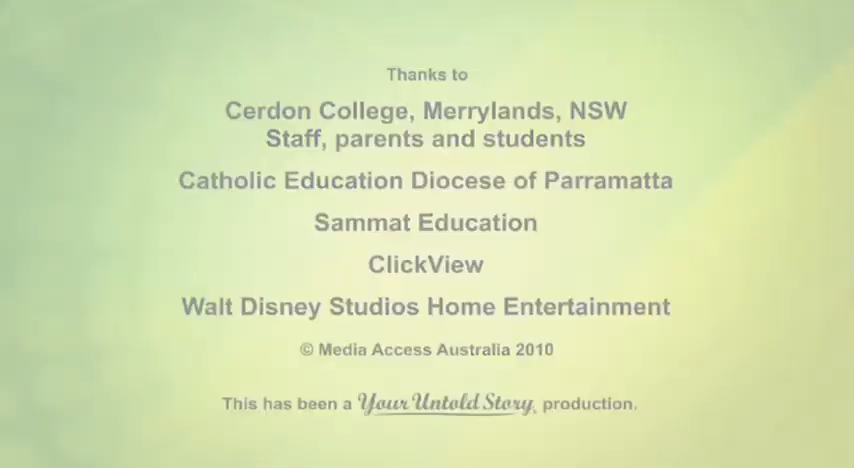 Thanks to
Cerdon College, Merrylands, NSW
Staff, parents and students
Catholic Education Diocese of Parramatta
Sammat Education
ClickView
Walt Disney Studios Home Entertainment
© Media Access Australia 2010
This has been a Your Untold Story production.